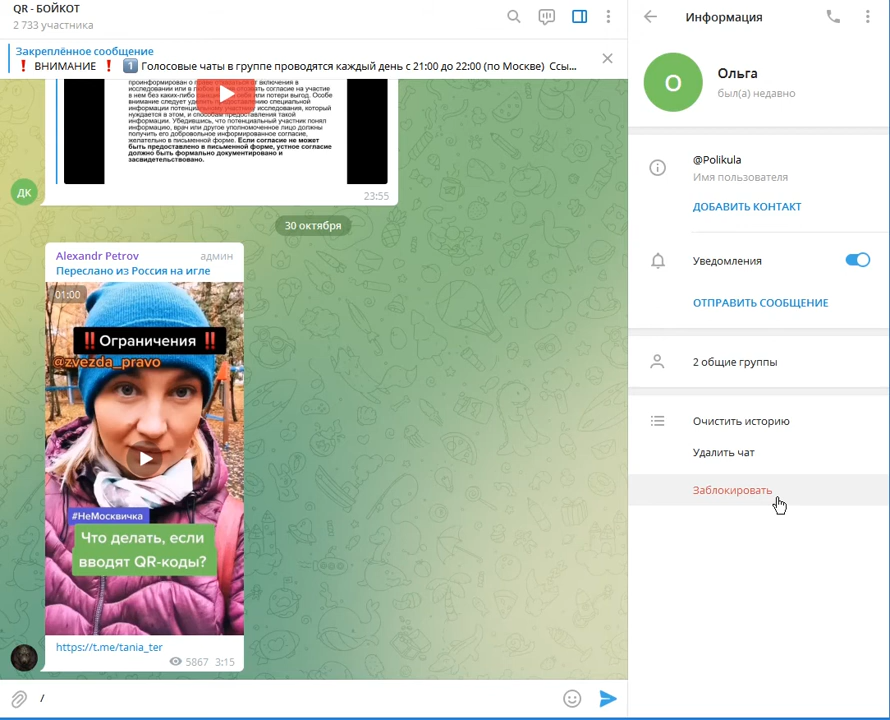 QR - БОЙКОТ
2 733 участника
Закреплённое сообщение
❗ ВНИМАНИЕ ❗ 1️⃣ Голосовые чаты в группе проводятся каждый день с 21:00 до 22:00 (по Москве) Ссы...
исследовании или в любое
информации потенциальному участнику исследования, который
нуждается в этом, и способам предоставления такой
информации. Убедившись, что потенциальный участник понял
информацию, врач или другое уполномоченное лицо должны
получить его добровольное информированное согласие,
желательно в письменной форме. Если согласие не может
быть предоставлено в письменной форме, устное согласие
должно быть формально документировано и
засвидетельствовано.
23:55
ДК
30 октября
Alexandr Petrov админ
Переслано из Россия на игле
01:00
‼ Ограничения ‼
@zvezda_pravo
#НеМосквичка
Что делать, если
вводят QR-коды?
https://t.me/tania_ter
5867 3:15
/
Информация
О
Ольга
был(а) недавно
@Polikula
Имя пользователя
ДОБАВИТЬ КОНТАКТ
Уведомления
ОТПРАВИТЬ СООБЩЕНИЕ
2 общие группы
Очистить историю
Удалить чат
Заблокировать